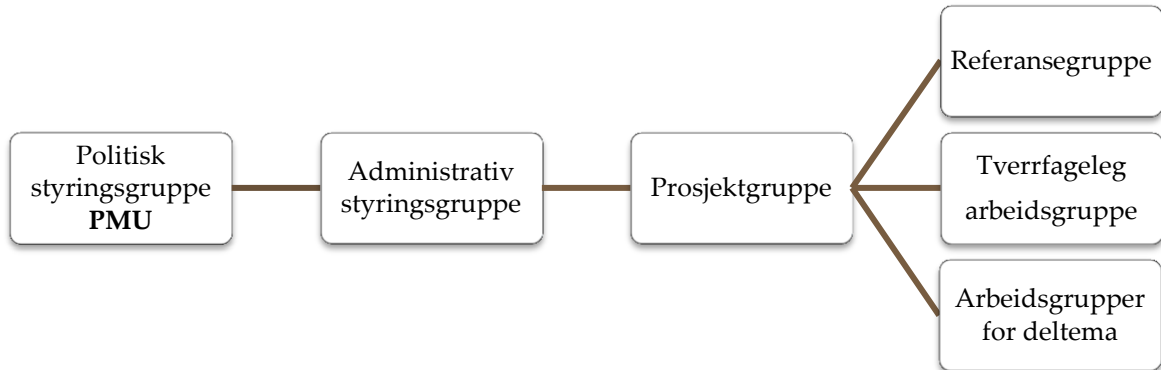 Politisk
styringsgruppe
PMU
Administrativ
styringsgruppe
Prosjektgruppe
Referansegruppe
Tverrfageleg
arbeidsgruppe
Arbeidsgrupper
for deltema